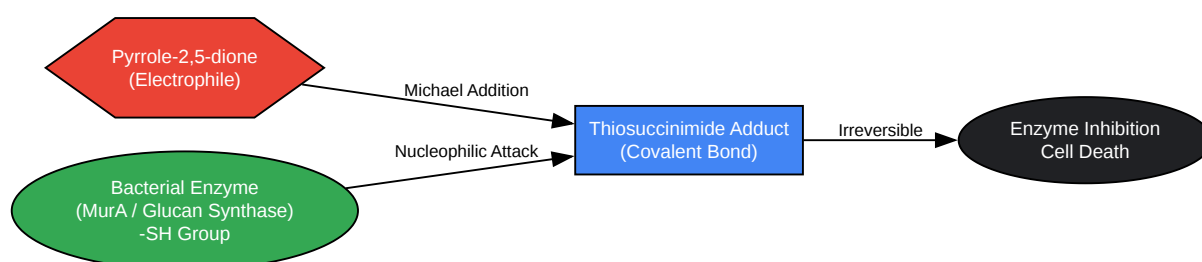 Pyrrole-2,5-dione
(Electrophile)
Michael Addition
Thiosuccinimide Adduct
(Covalent Bond)
Irreversible
Enzyme Inhibition
Cell Death
Nucleophilic Attack
Bacterial Enzyme
(MurA / Glucan Synthase)
-SH Group